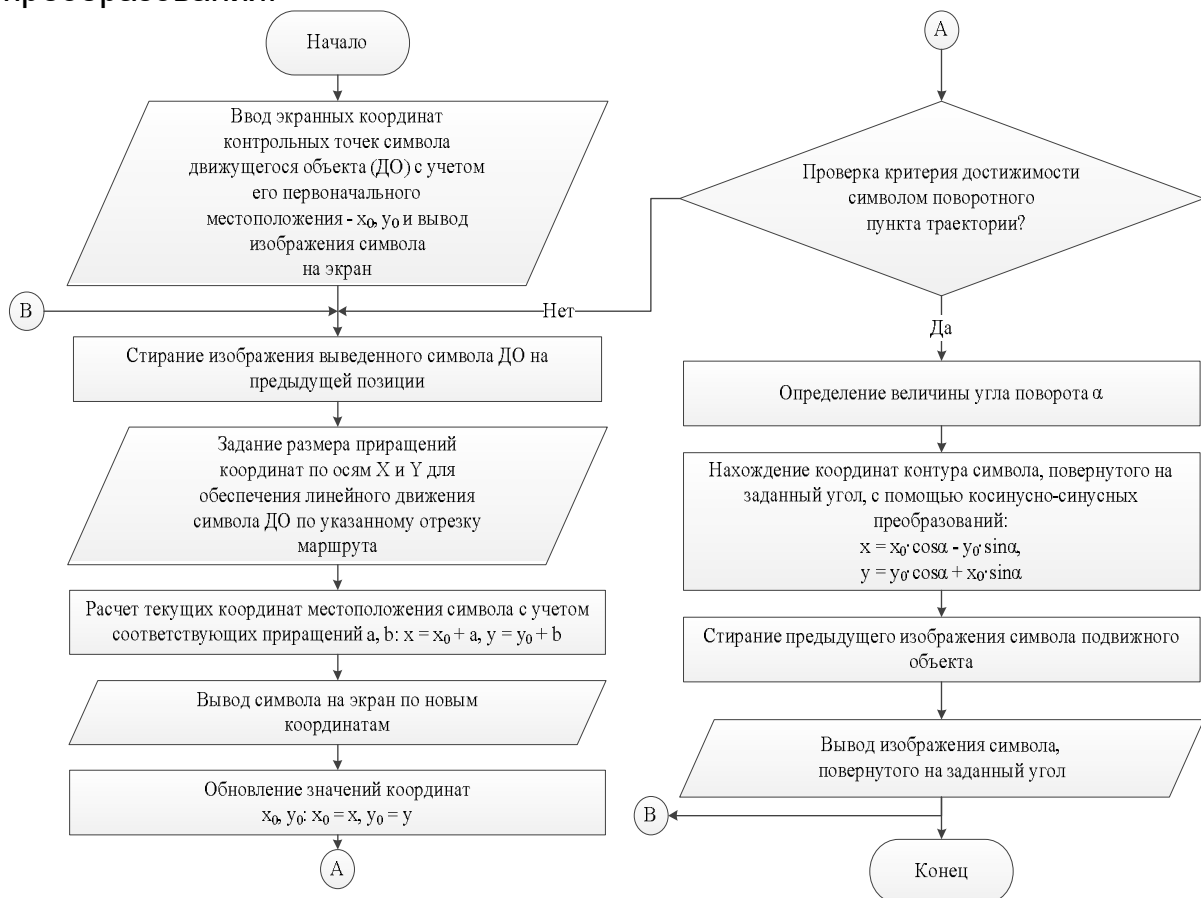 Начало
Ввод экранных координат
контрольных точек символа
движущегося объекта (ДО) с учетом
его первоначального
местоположения - x₀, y₀ и вывод
изображения символа
на экран
B
Стирание изображения выведенного символа ДО на
предыдущей позиции
Задание размера приращений
координат по осям X и Y для
обеспечения линейного движения
символа ДО по указанному отрезку
маршрута
Расчет текущих координат местоположения символа с учетом
соответствующих приращений a, b: x = x₀ + a, y = y₀ + b
Вывод символа на экран по новым
координатам
Обновление значений координат
x₀, y₀: x₀ = x, y₀ = y
A
A
Проверка критерия достижимости
символом поворотного
пункта траектории?
Нет
Да
Определение величины угла поворота α
Нахождение координат контура символа, повернутого на
заданный угол, с помощью косинусно-синусных
преобразований:
x = x₀·cosα - y₀·sinα,
y = y₀·cosα + x₀·sinα
Стирание предыдущего изображения символа подвижного
объекта
Вывод изображения символа,
повернутого на заданный угол
B
Конец